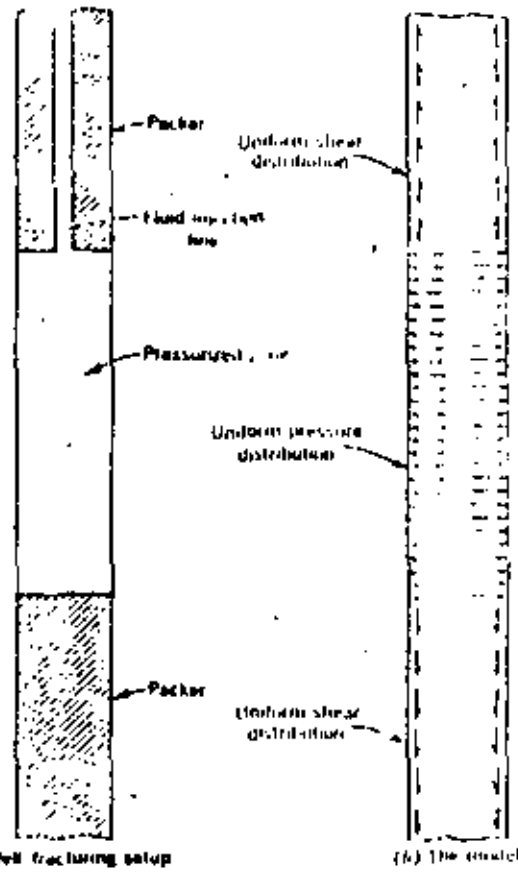 Packer
Fluid injection
line
Pressurized
Packer
fracturing setup
Uniform shear
distribution
Uniform pressure
distribution
Uniform shear
distribution
(b) The model